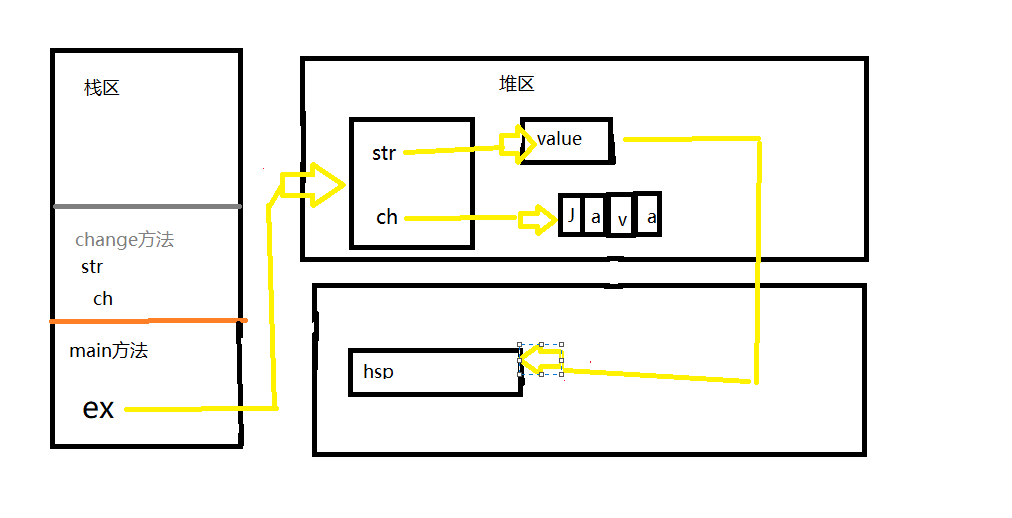 栈区
change方法
str
ch
main方法
ex
堆区
str
value
ch
J a v a
hsp